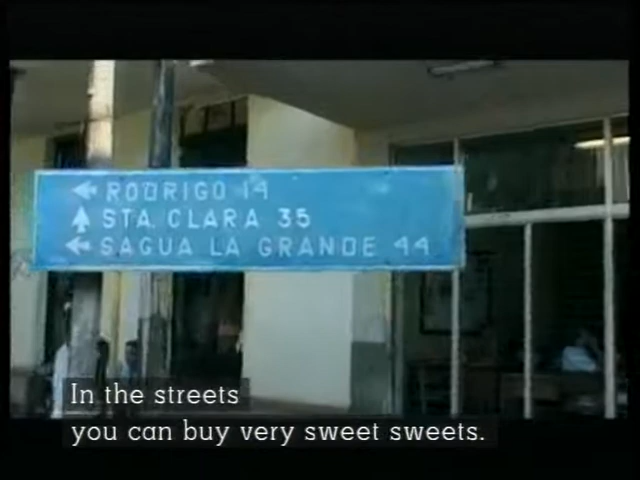 RODRIGO 14
STA. CLARA 35
SAGUA LA GRANDE 44
In the streets
you can buy very sweet sweets.